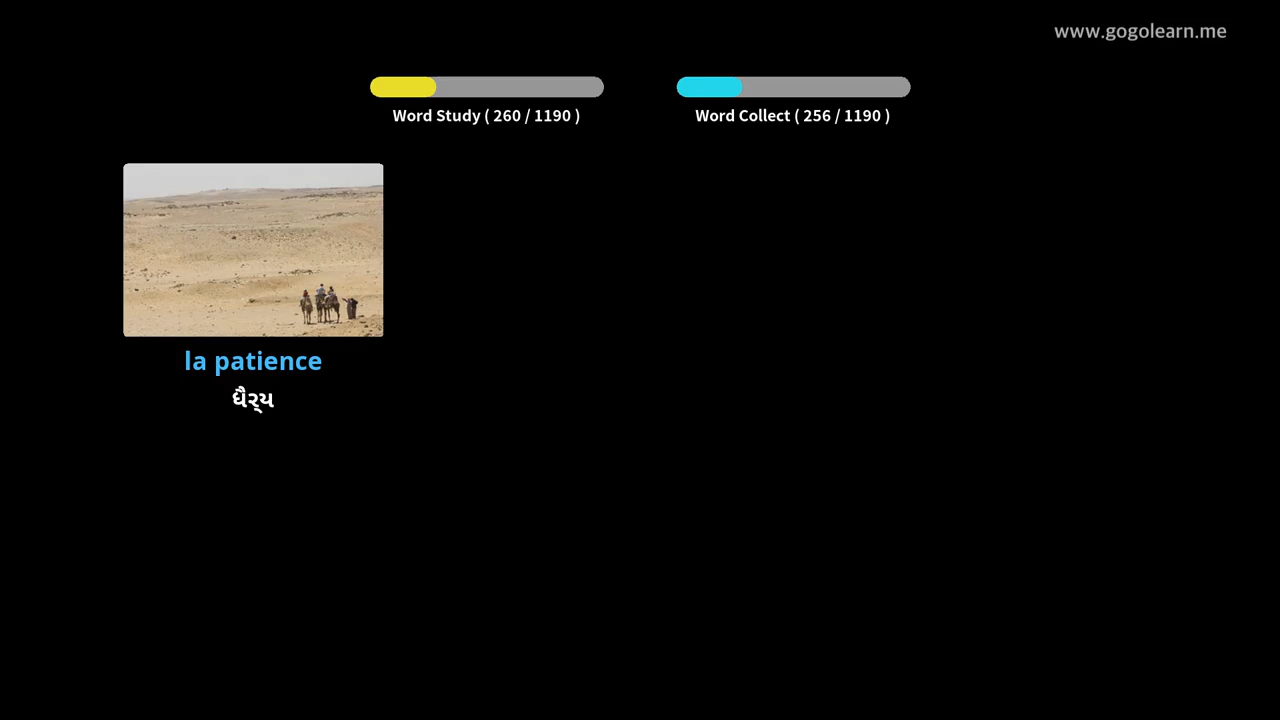 www.gogolearn.me
Word Study ( 260 / 1190 )
Word Collect ( 256 / 1190 )
la patience
ધૈર્ય